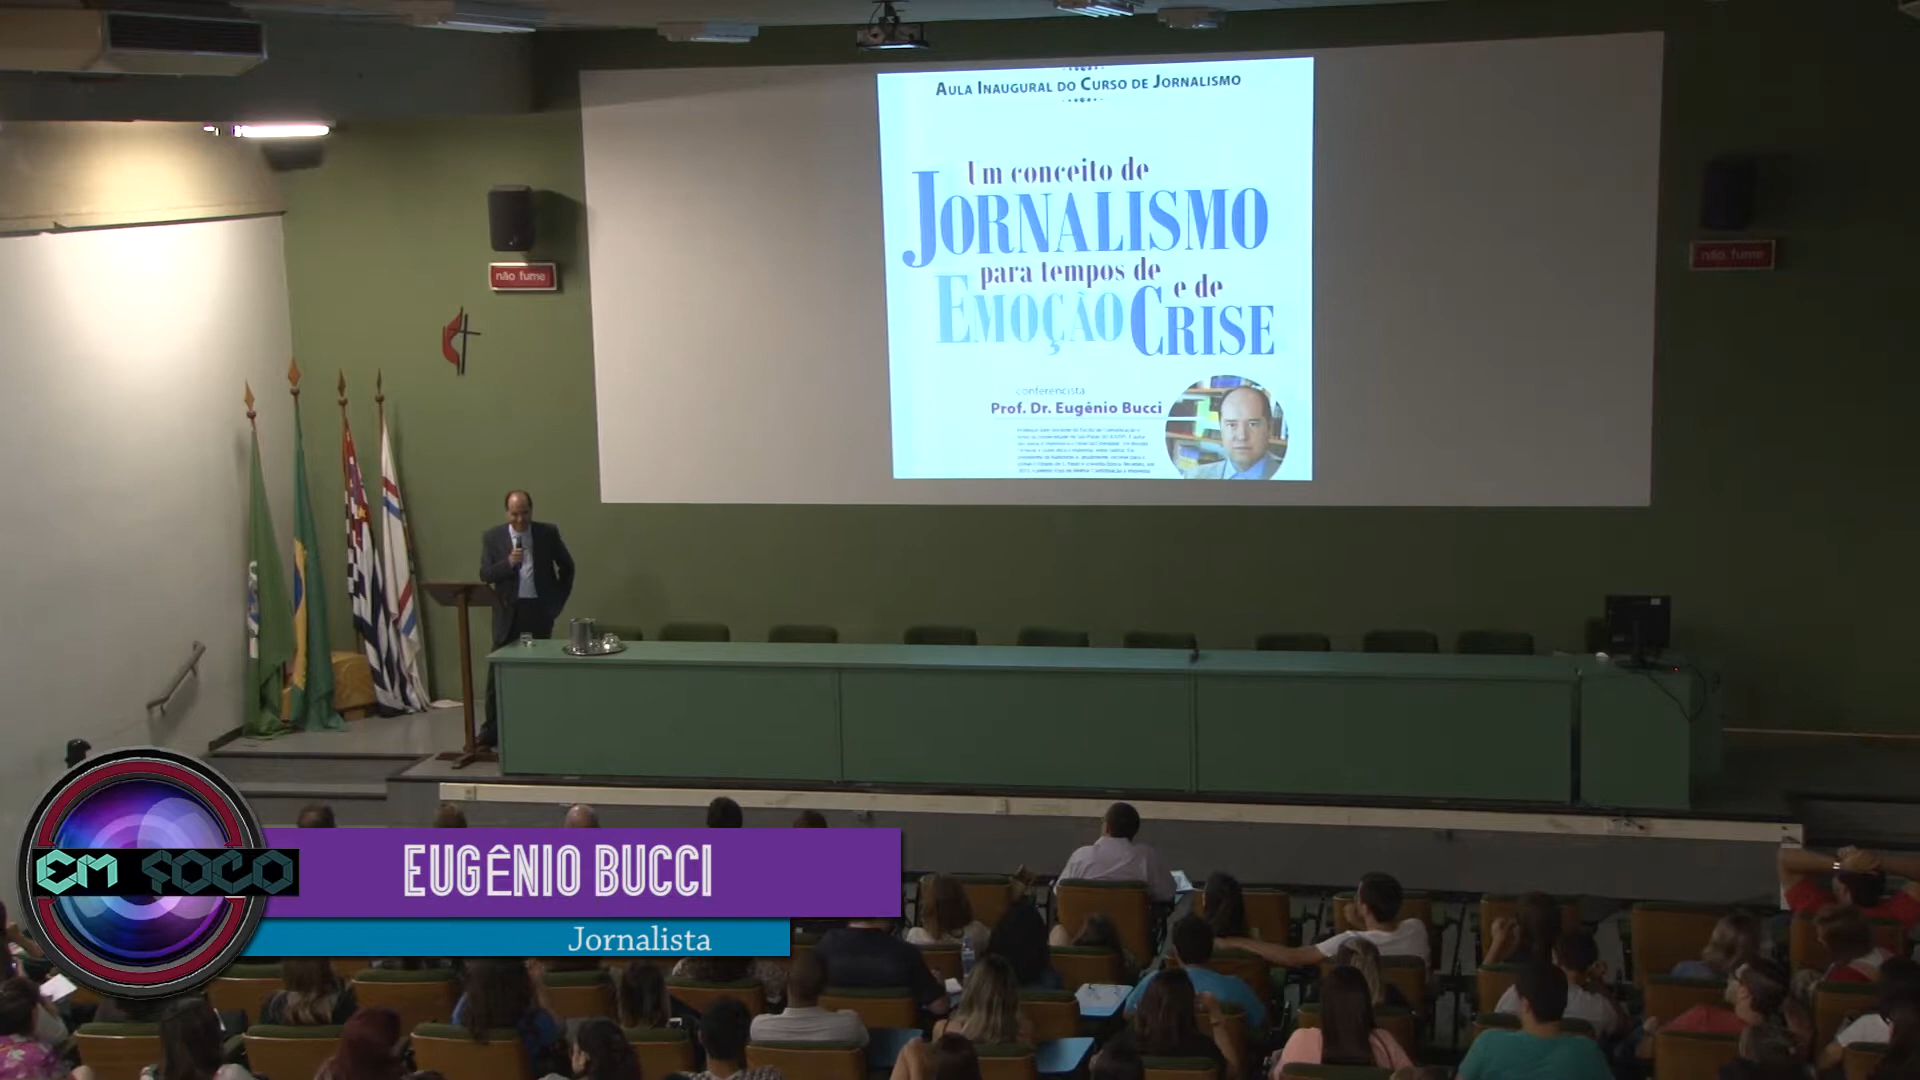 AULA INAUGURAL DO CURSO DE JORNALISMO
Um conceito de
JORNALISMO
para tempos de
EMOÇÃO e de CRISE
conferencista
Prof. Dr. Eugênio Bucci
não fume
não fume
EM FOCO
EUGÊNIO BUCCI
Jornalista